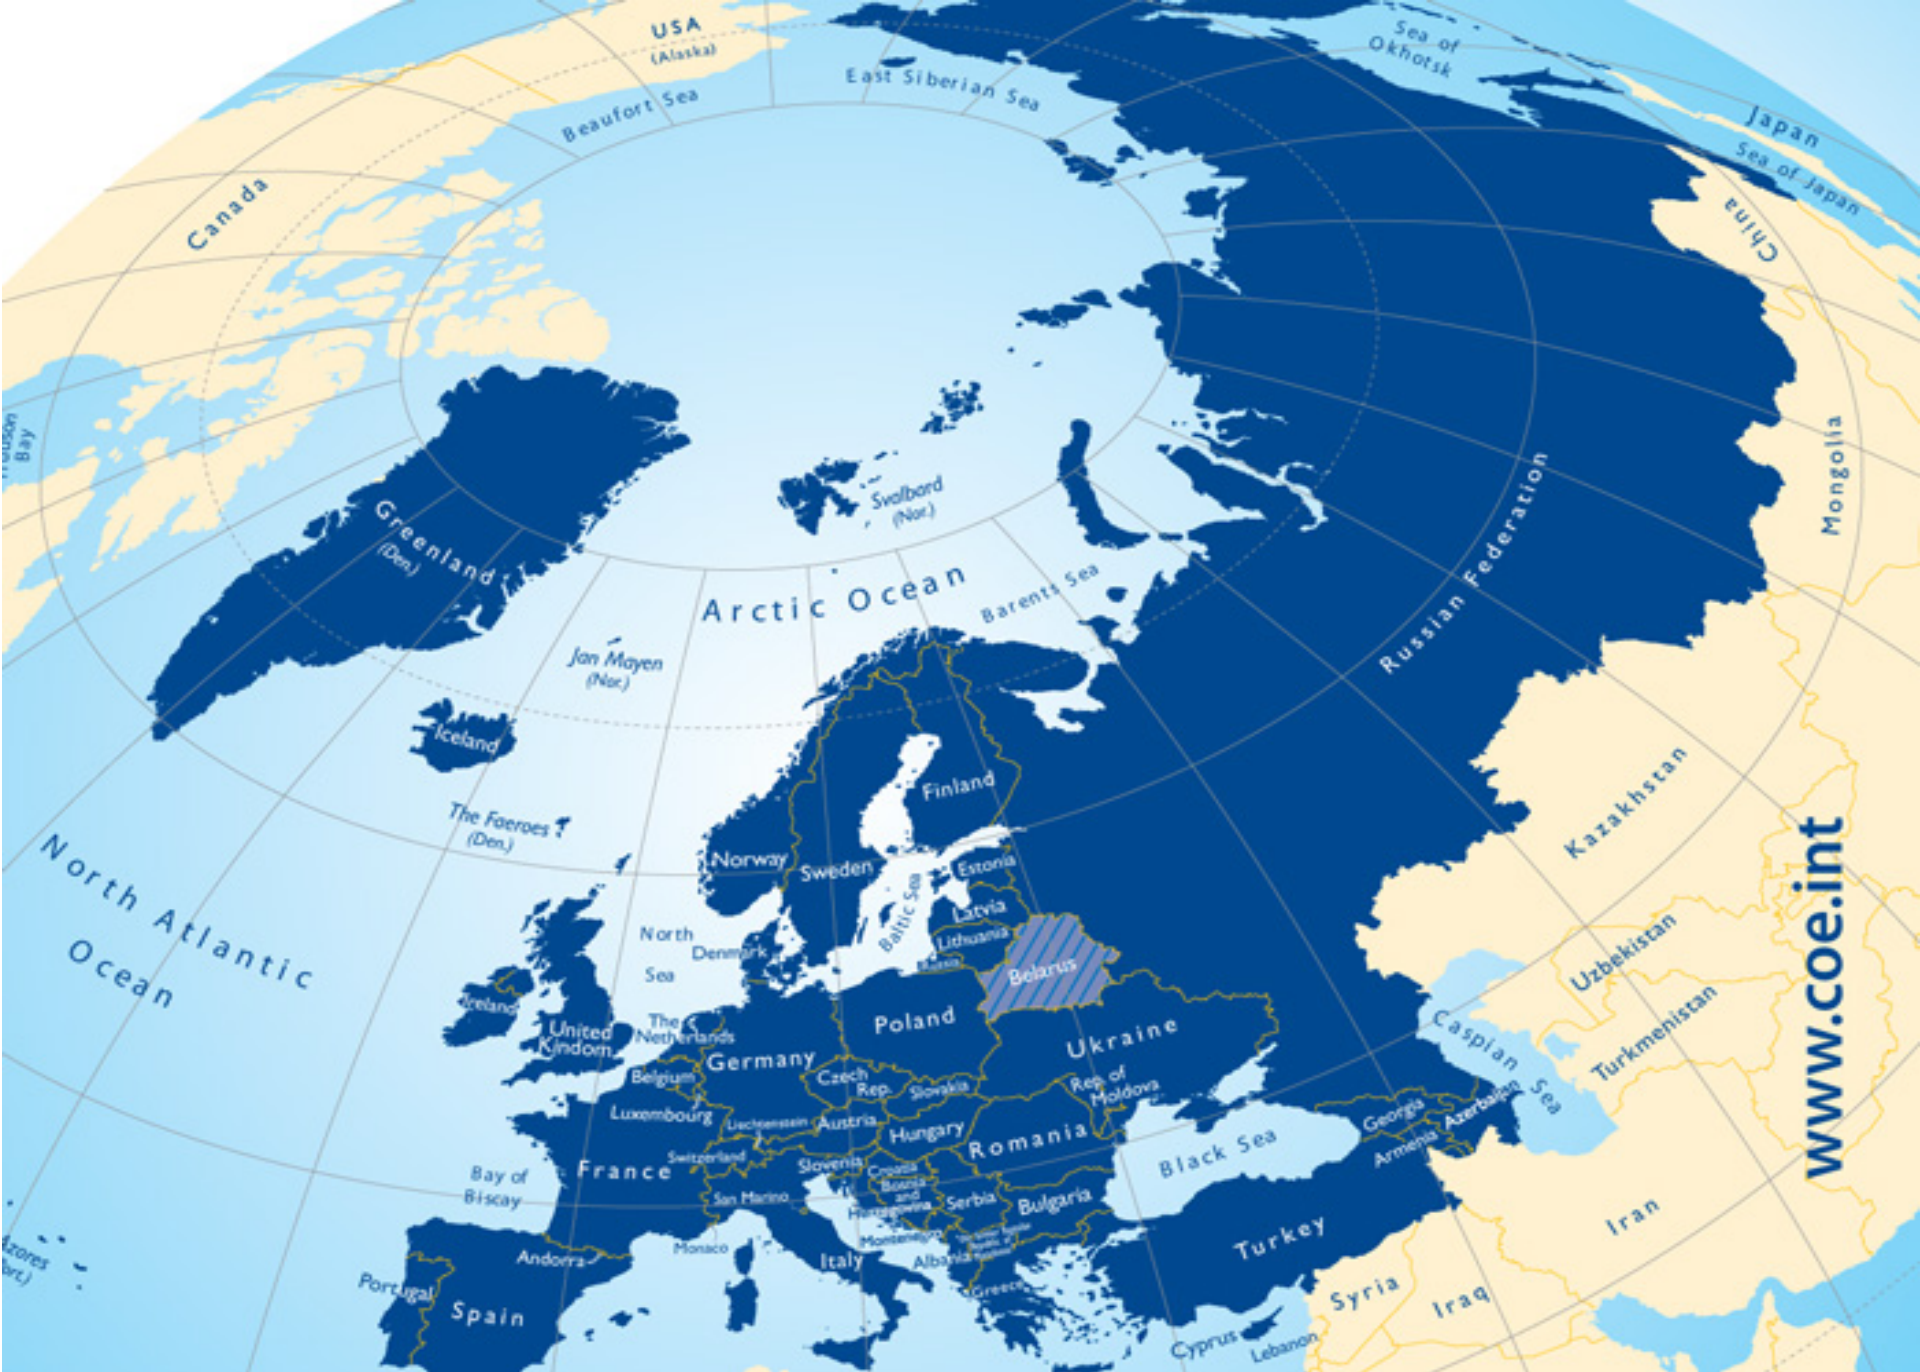 USA
(Alaska)
Sea of
Okhotsk
East Siberian Sea
Beaufort Sea
Japan
Sea of Japan
Canada
China
Mongolia
Bay
Greenland
(Den.)
Svalbard
(Nor.)
Arctic Ocean
Barents Sea
Russian Federation
Jan Mayen
(Nor.)
Iceland
Finland
Kazakhstan
The Faeroes
(Den.)
North Atlantic
Ocean
Norway
Sweden
Estonia
Baltic Sea
Latvia
Lithuania
Russia
North
Sea
Denmark
Belarus
Uzbekistan
Turkmenistan
Caspian Sea
www.coe.int
Ireland
United
Kindom
The
Netherlands
Poland
Ukraine
Germany
Belgium
Czech
Rep.
Slovakia
Rep. of
Moldova
Luxembourg
Liechtenstein
Austria
Hungary
Romania
Georgia
Azerbaijan
Armenia
Black Sea
France
Switzerland
Slovenia
Croatia
Bay of
Biscay
San Marino
Bosnia
and
Herzegovina
Serbia
Bulgaria
Montenegro
Iran
Turkey
Andorra
Monaco
Italy
Albania
Azores
Portugal
Spain
Greece
Syria
Iraq
Cyprus
Lebanon